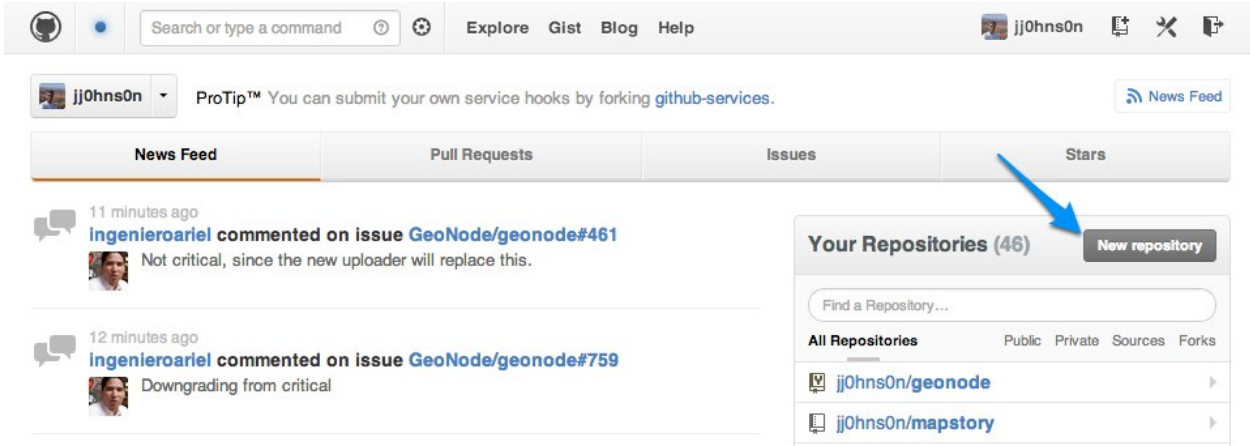 Search or type a command
Explore Gist Blog Help
jj0hns0n
jj0hns0n
ProTip™ You can submit your own service hooks by forking github-services.
News Feed
News Feed
Pull Requests
Issues
Stars
11 minutes ago
ingenieroariel commented on issue GeoNode/geonode#461
Not critical, since the new uploader will replace this.
12 minutes ago
ingenieroariel commented on issue GeoNode/geonode#759
Downgrading from critical
Your Repositories (46)
New repository
Find a Repository...
All Repositories
Public Private Sources Forks
jj0hns0n/geonode
jj0hns0n/mapstory